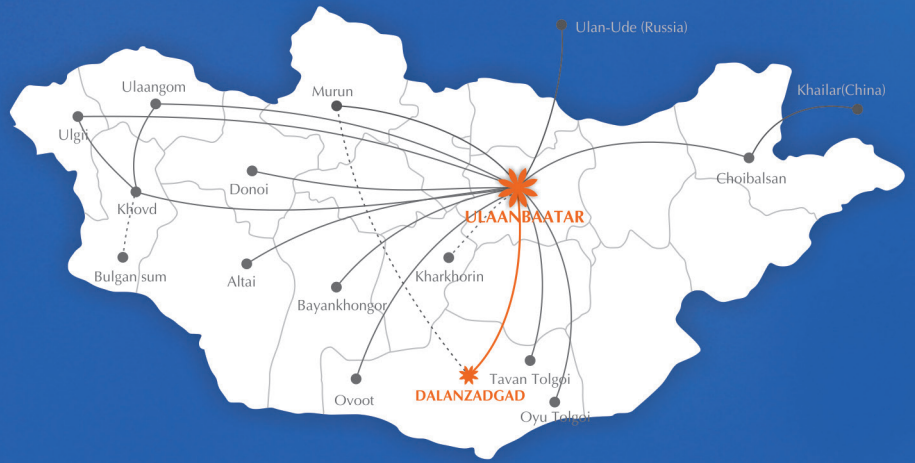 Ulan-Ude (Russia)
Ulaangom
Murun
Khailar(China)
Ulgii
Choibalsan
Donoi
Khovd
ULAANBAATAR
Bulgan sum
Altai
Kharkhorin
Bayankhongor
Tavan Tolgoi
DALANZADGAD
Ovoot
Oyu Tolgoi